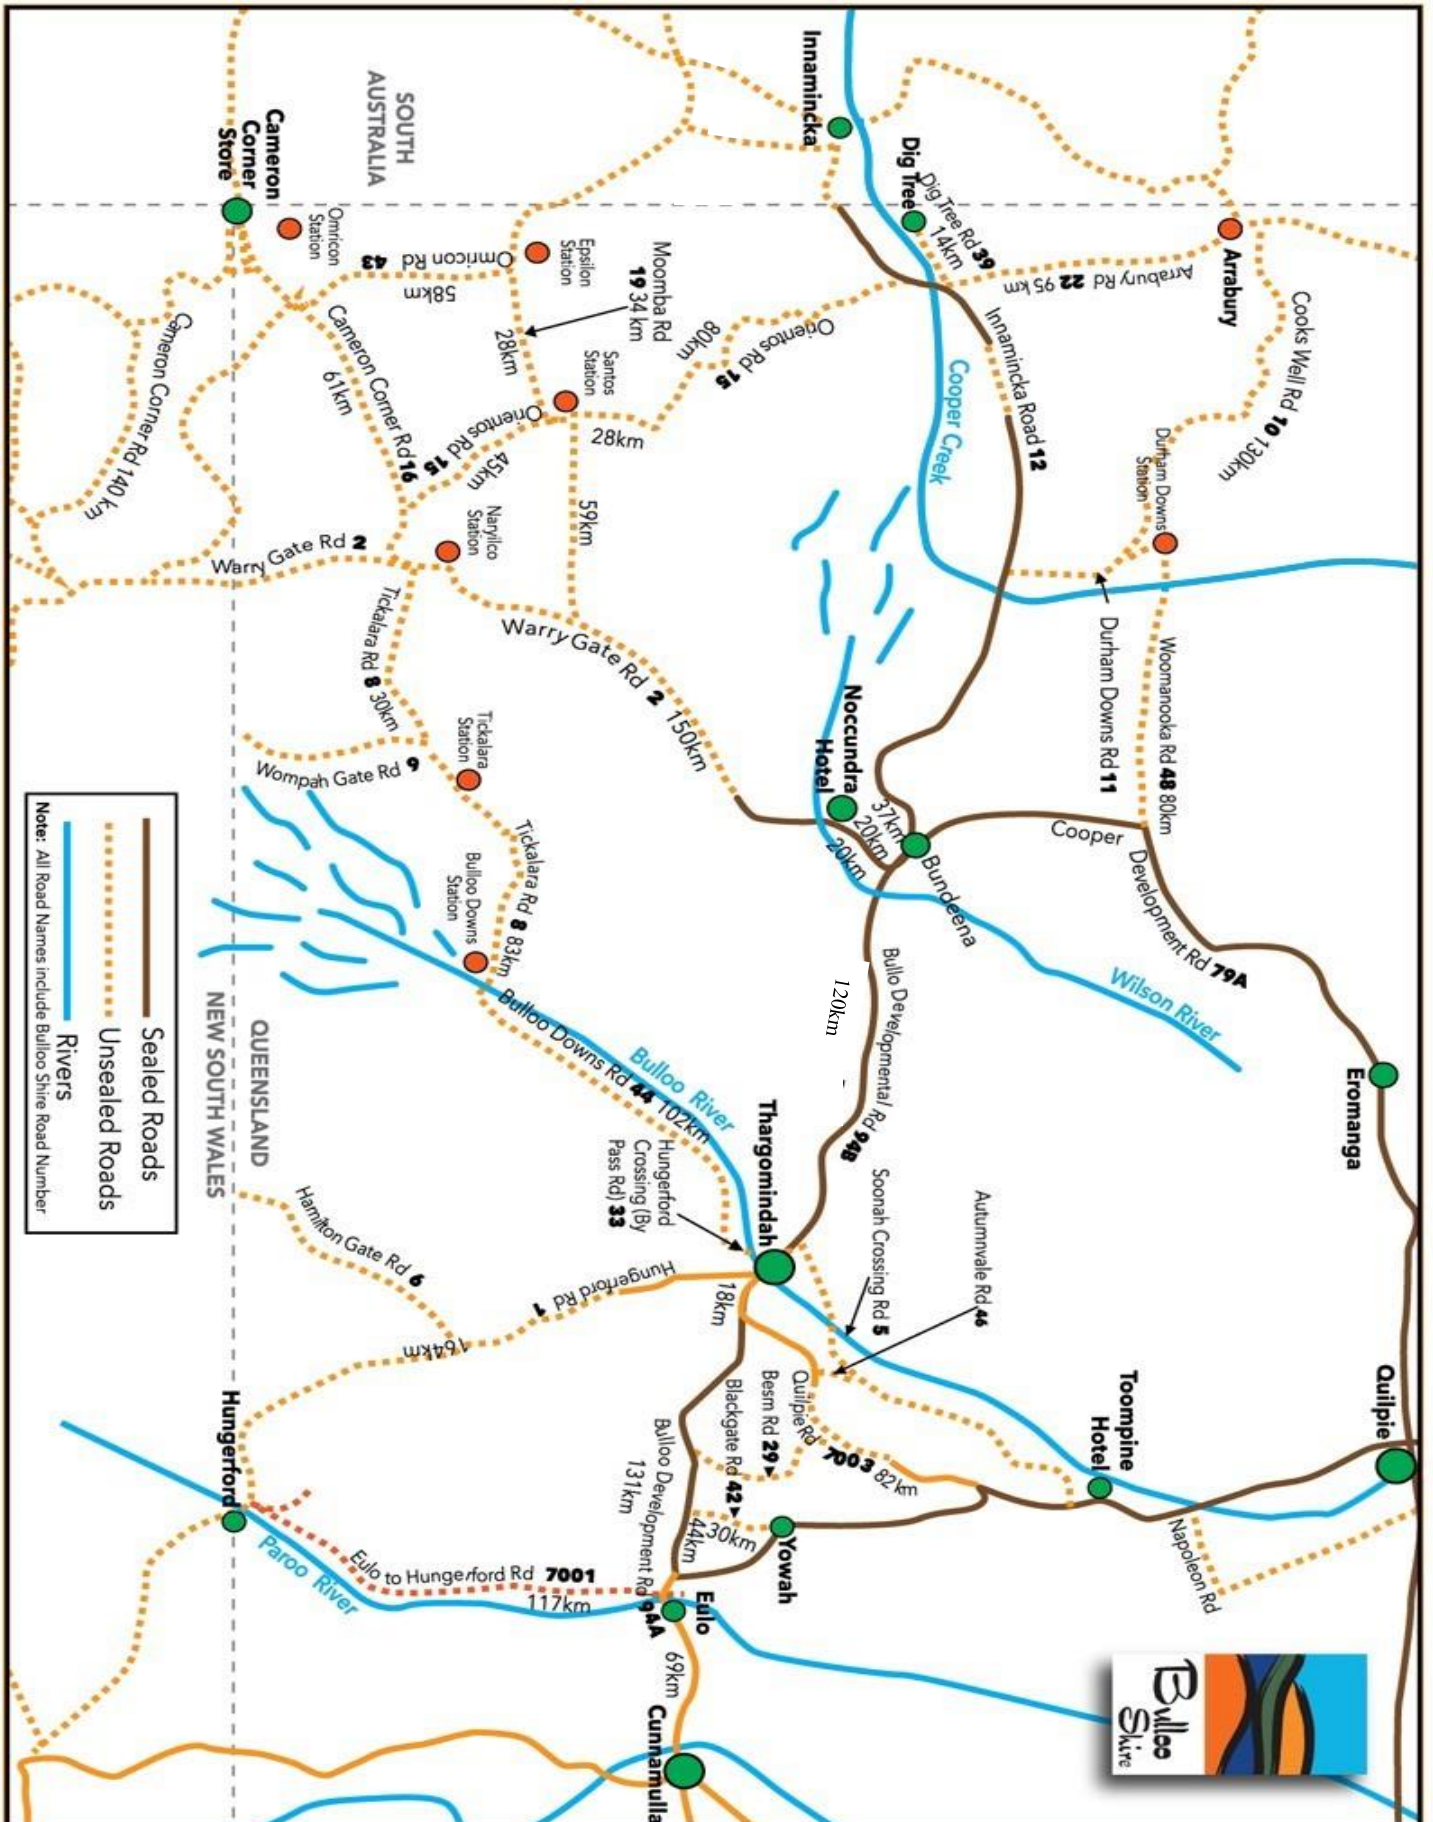 Innamincka
Dig Tree
Dig Tree Rd 39
14km
Arrabury
Arrabury Rd 22 95 km
Cooks Well Rd 10 130km
SOUTH
AUSTRALIA
Cameron
Corner
Store
Omricon
Station
Omricon Rd 43
58km
Epsilon
Station
Moomba Rd
19 34 km
28km
Santos
Station
Orientos Rd 15
80km
28km
Orientos Rd 15
45km
59km
Cameron Corner Rd 16
61km
Cameron Corner Rd 140 km
Innamincka Road 12
Cooper Creek
Durham Downs
Station
Durham Downs Rd 11
Woomanooka Rd 48 80km
Naryilco
Station
Warry Gate Rd 2
Warry Gate Rd 2 150km
Tickalara Rd 8 30km
Tickalara
Station
Wompah Gate Rd 9
Tickalara Rd 8 83km
Bulloo Downs
Station
Noccundra
Hotel
37km
20km
20km
Bundeena
Cooper
Development Rd 79A
Wilson River
Eromanga
Bullo Developmental Rd 94B
120km
Bulloo Downs Rd 44 102km
Bulloo River
Thargomindah
Hungerford
Crossing (By
Pass Rd) 33
Soonah Crossing Rd 5
Autumnvale Rd 46
18km
Hungerford Rd 1
164km
Hamilton Gate Rd 6
QUEENSLAND
NEW SOUTH WALES
Hungerford
Toompine
Hotel
Quilpie
Quilpie Rd
7003 82km
Besm Rd 29
Blackgate Rd 42
Bulloo Development Rd 94A
131km
44km
30km
Yowah
Napoleon Rd
Eulo
Eulo to Hungerford Rd 7001
117km
Paroo River
69km
Cunnamulla
Sealed Roads
Unsealed Roads
Rivers
Note: All Road Names include Bulloo Shire Road Number
Bulloo
Shire